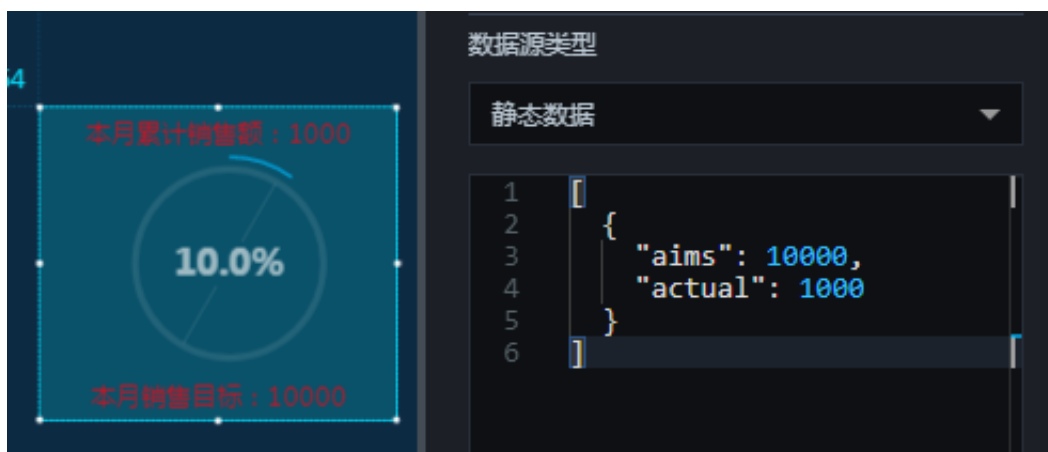 64
本月累计销售额：1000
10.0%
本月销售目标：10000
数据源类型
静态数据
1 [
2 {
3 "aims": 10000,
4 "actual": 1000
5 }
6 ]